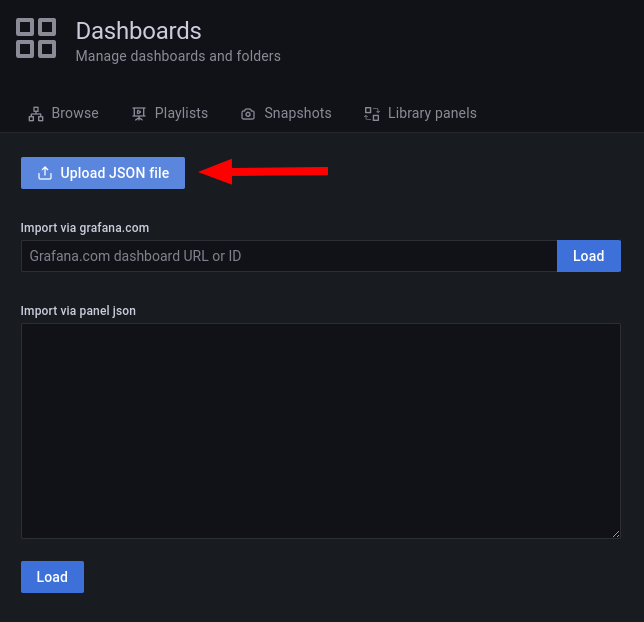 Dashboards
Manage dashboards and folders
Browse Playlists Snapshots Library panels
Upload JSON file
Import via grafana.com
Grafana.com dashboard URL or ID Load
Import via panel json
Load